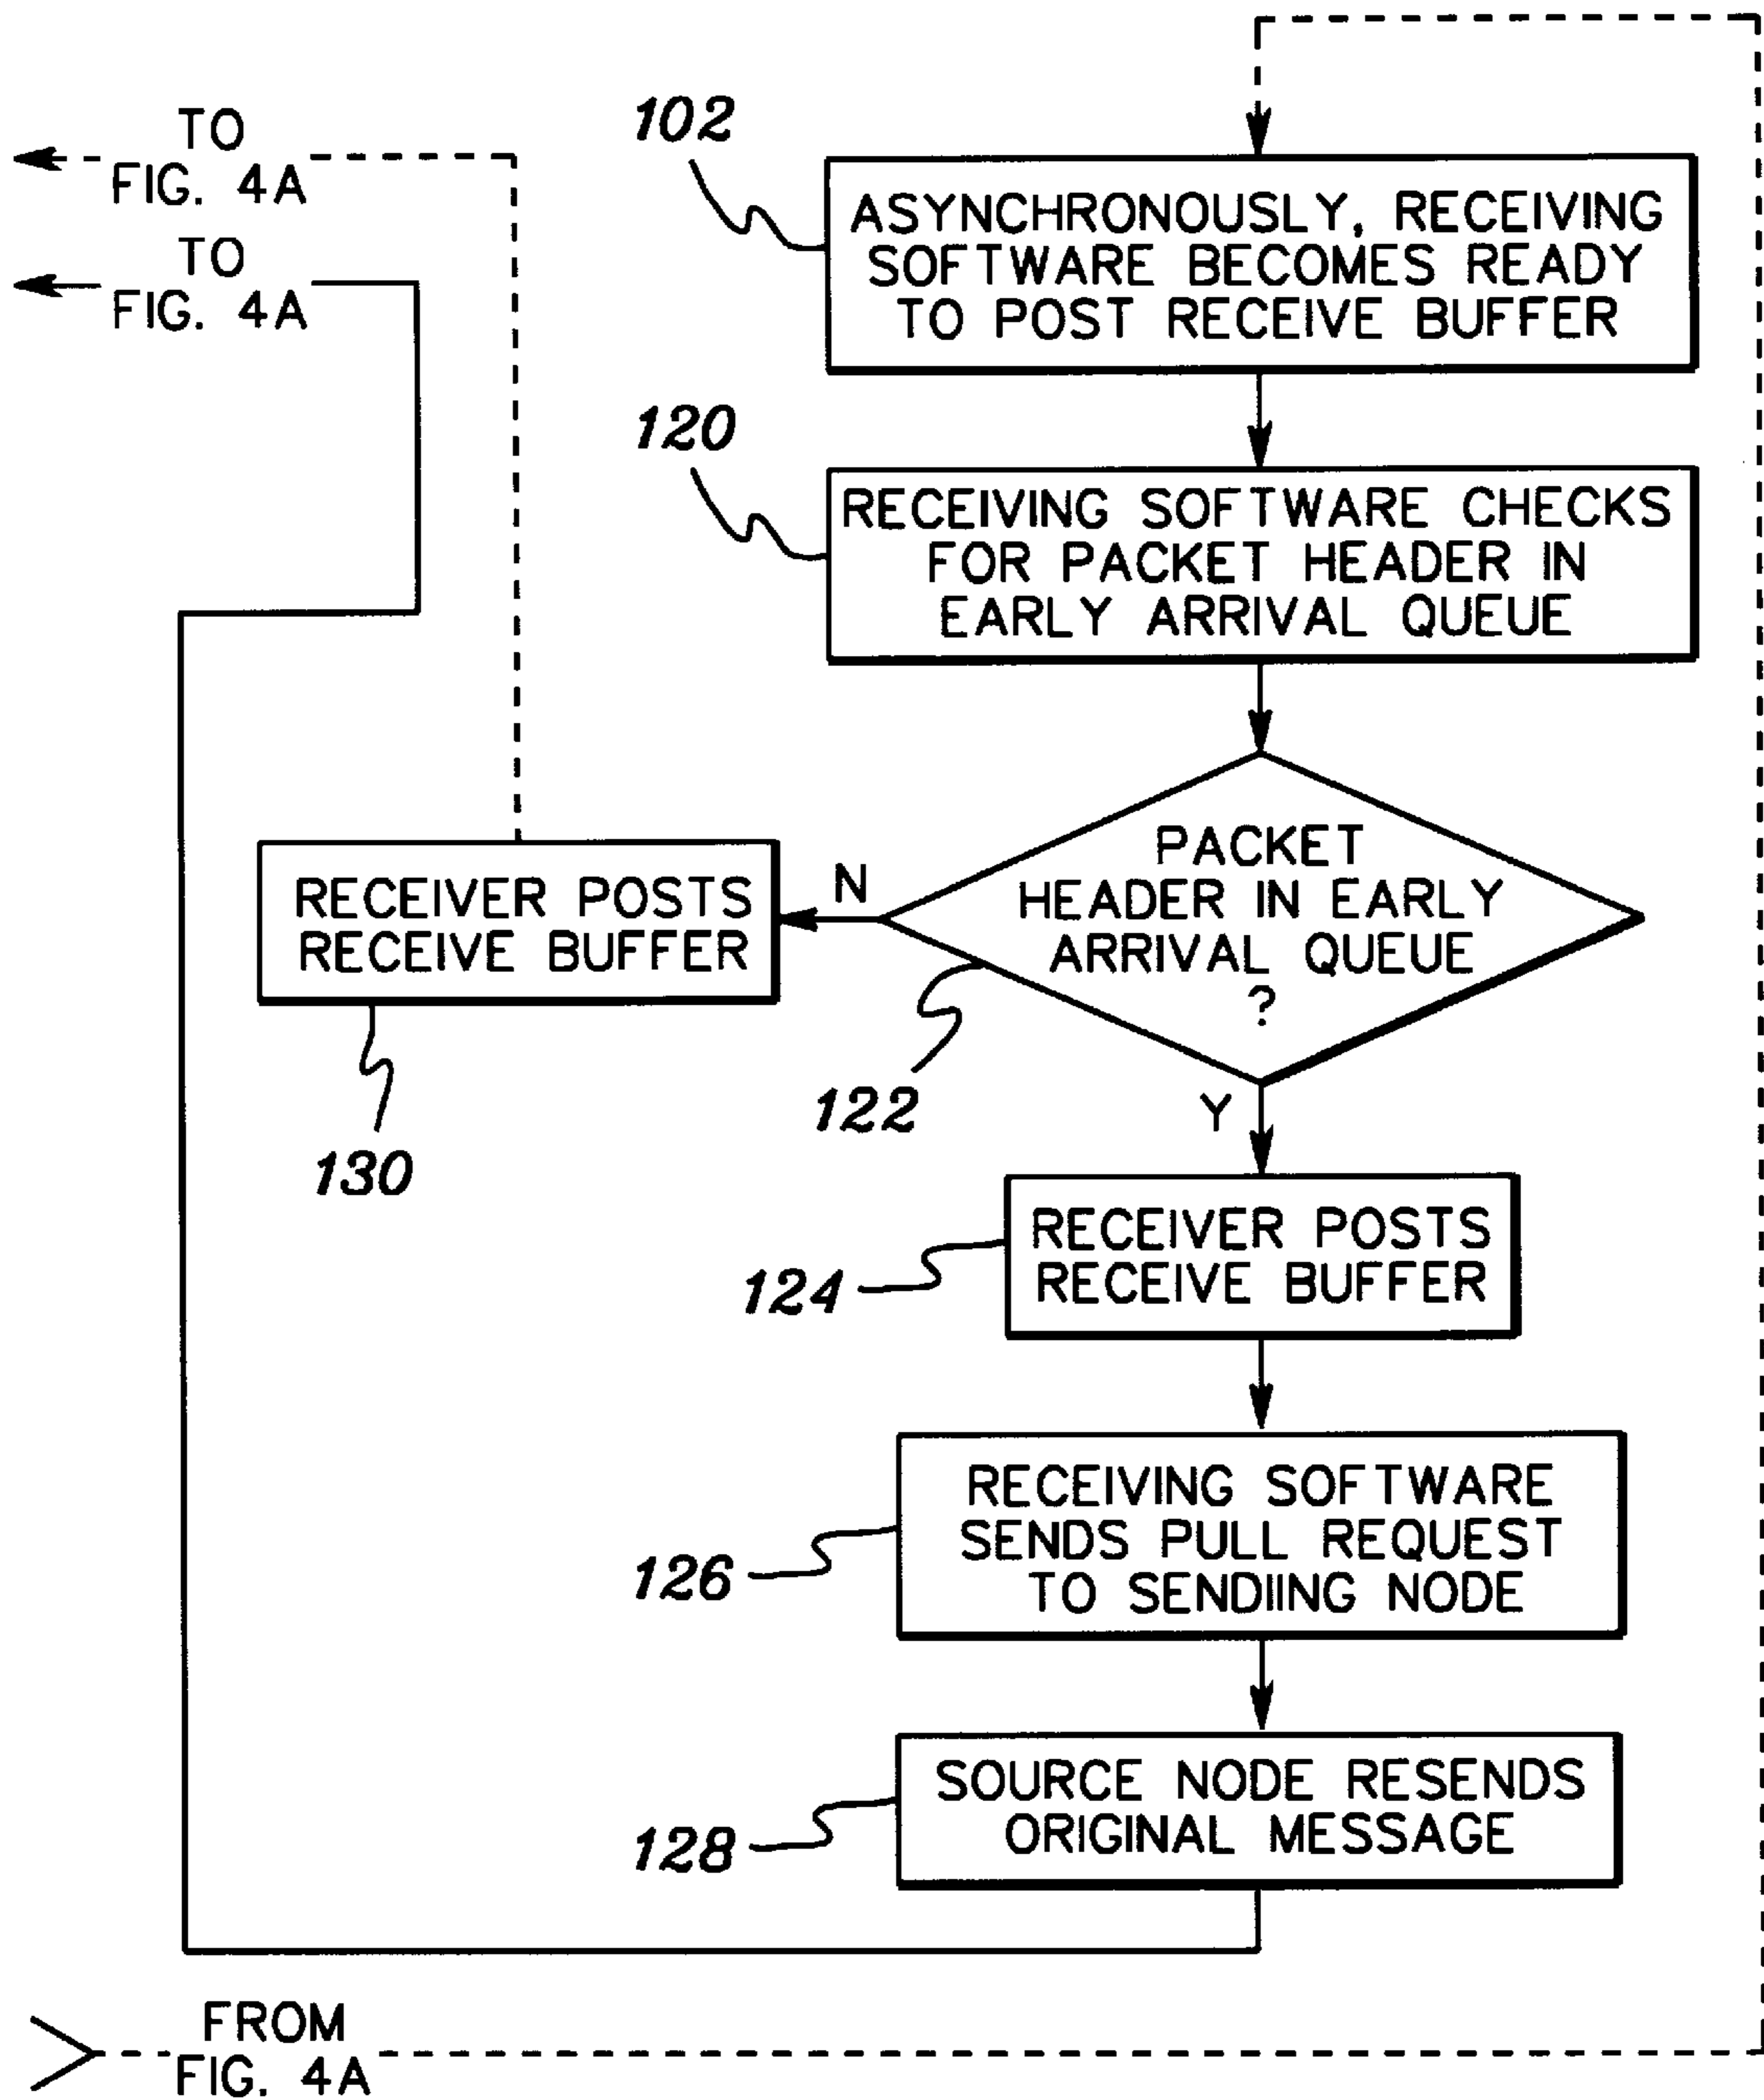 TO
FIG. 4A
TO
FIG. 4A
102
ASYNCHRONOUSLY, RECEIVING
SOFTWARE BECOMES READY
TO POST RECEIVE BUFFER
120
RECEIVING SOFTWARE CHECKS
FOR PACKET HEADER IN
EARLY ARRIVAL QUEUE
PACKET
HEADER IN EARLY
ARRIVAL QUEUE
?
N
RECEIVER POSTS
RECEIVE BUFFER
130
122
Y
RECEIVER POSTS
RECEIVE BUFFER
124
RECEIVING SOFTWARE
SENDS PULL REQUEST
TO SENDIING NODE
126
SOURCE NODE RESENDS
ORIGINAL MESSAGE
128
FROM
FIG. 4A